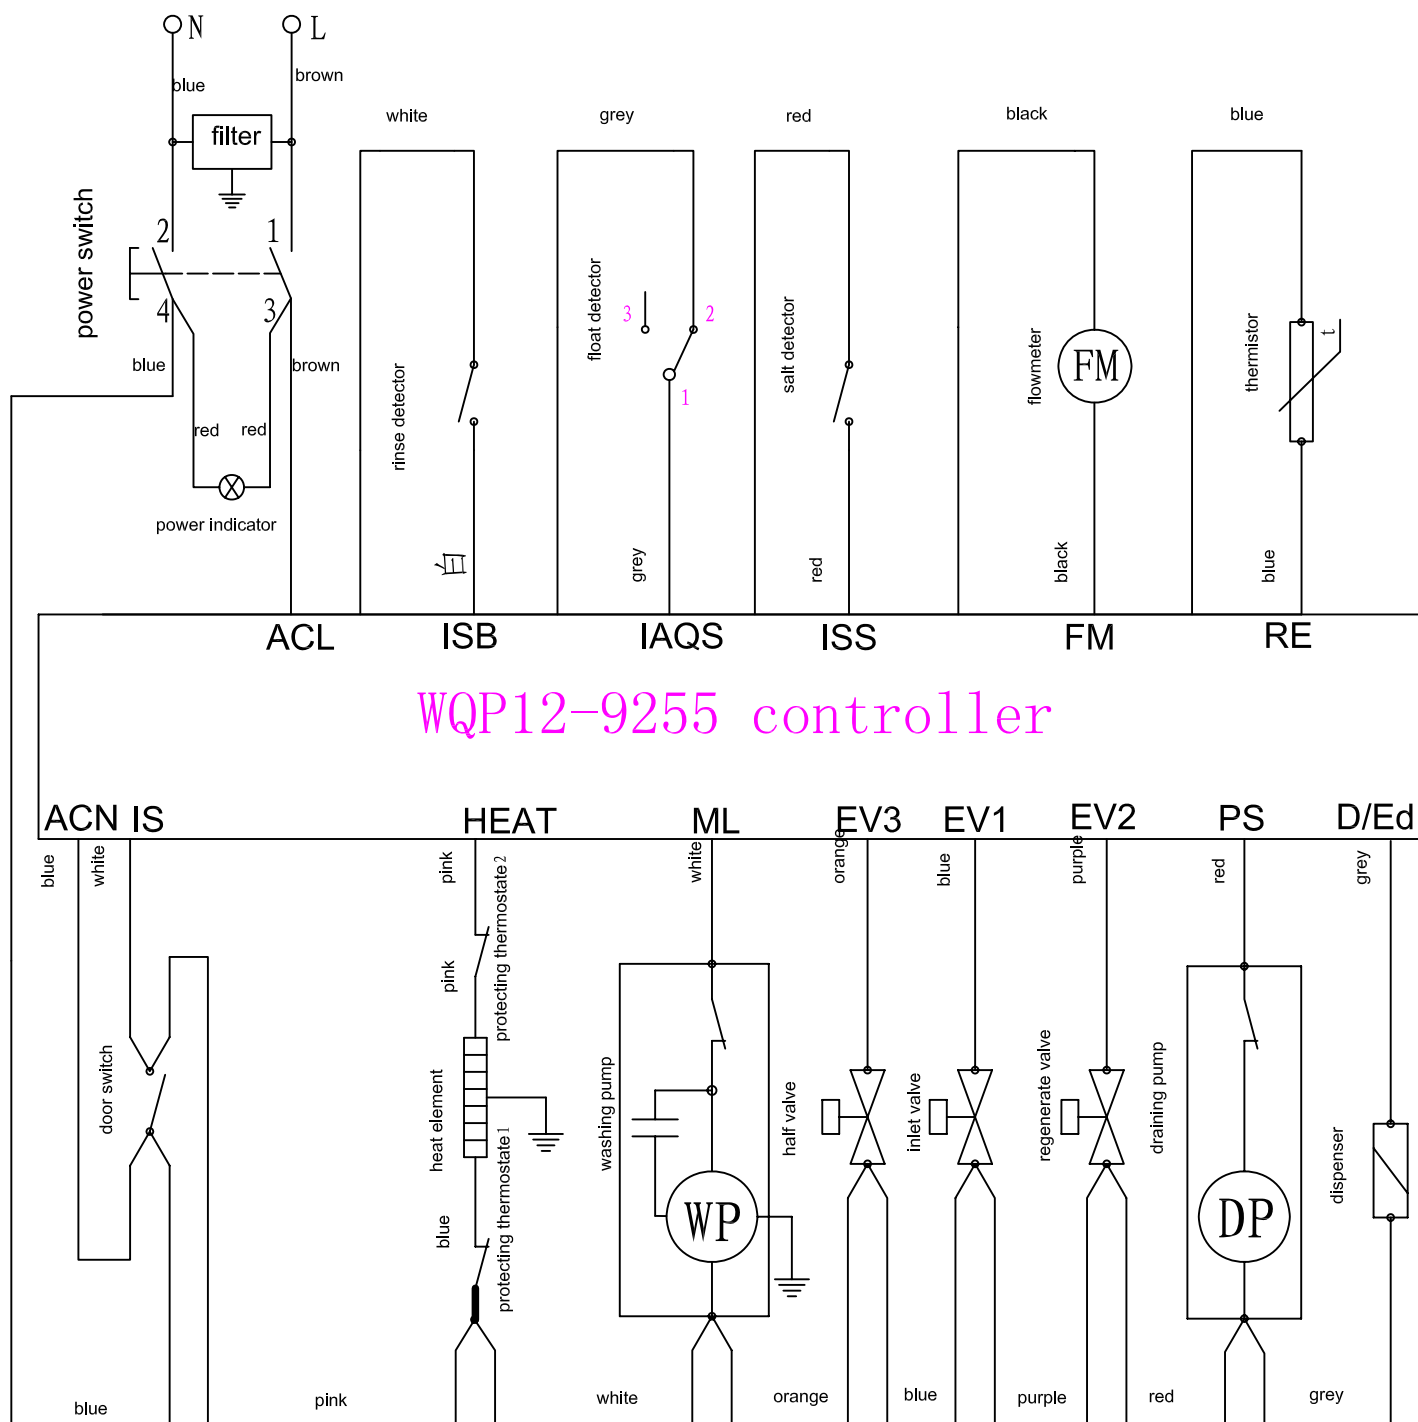 N
L
blue
brown
filter
white
grey
red
black
blue
power switch
2
1
4
3
blue
brown
red
red
power indicator
rinse detector
float detector
3
2
1
salt detector
flowmeter
FM
thermistor
t
白
grey
red
black
blue
ACL
ISB
IAQS
ISS
FM
RE
WQP12-9255 controller
ACN
IS
HEAT
ML
EV3
EV1
EV2
PS
D/Ed
blue
white
pink
white
orange
blue
purple
red
grey
protecting thermostate2
pink
door switch
heat element
protecting thermostate1
blue
washing pump
WP
half valve
inlet valve
regenerate valve
draining pump
DP
dispenser
blue
pink
white
orange
blue
purple
red
grey